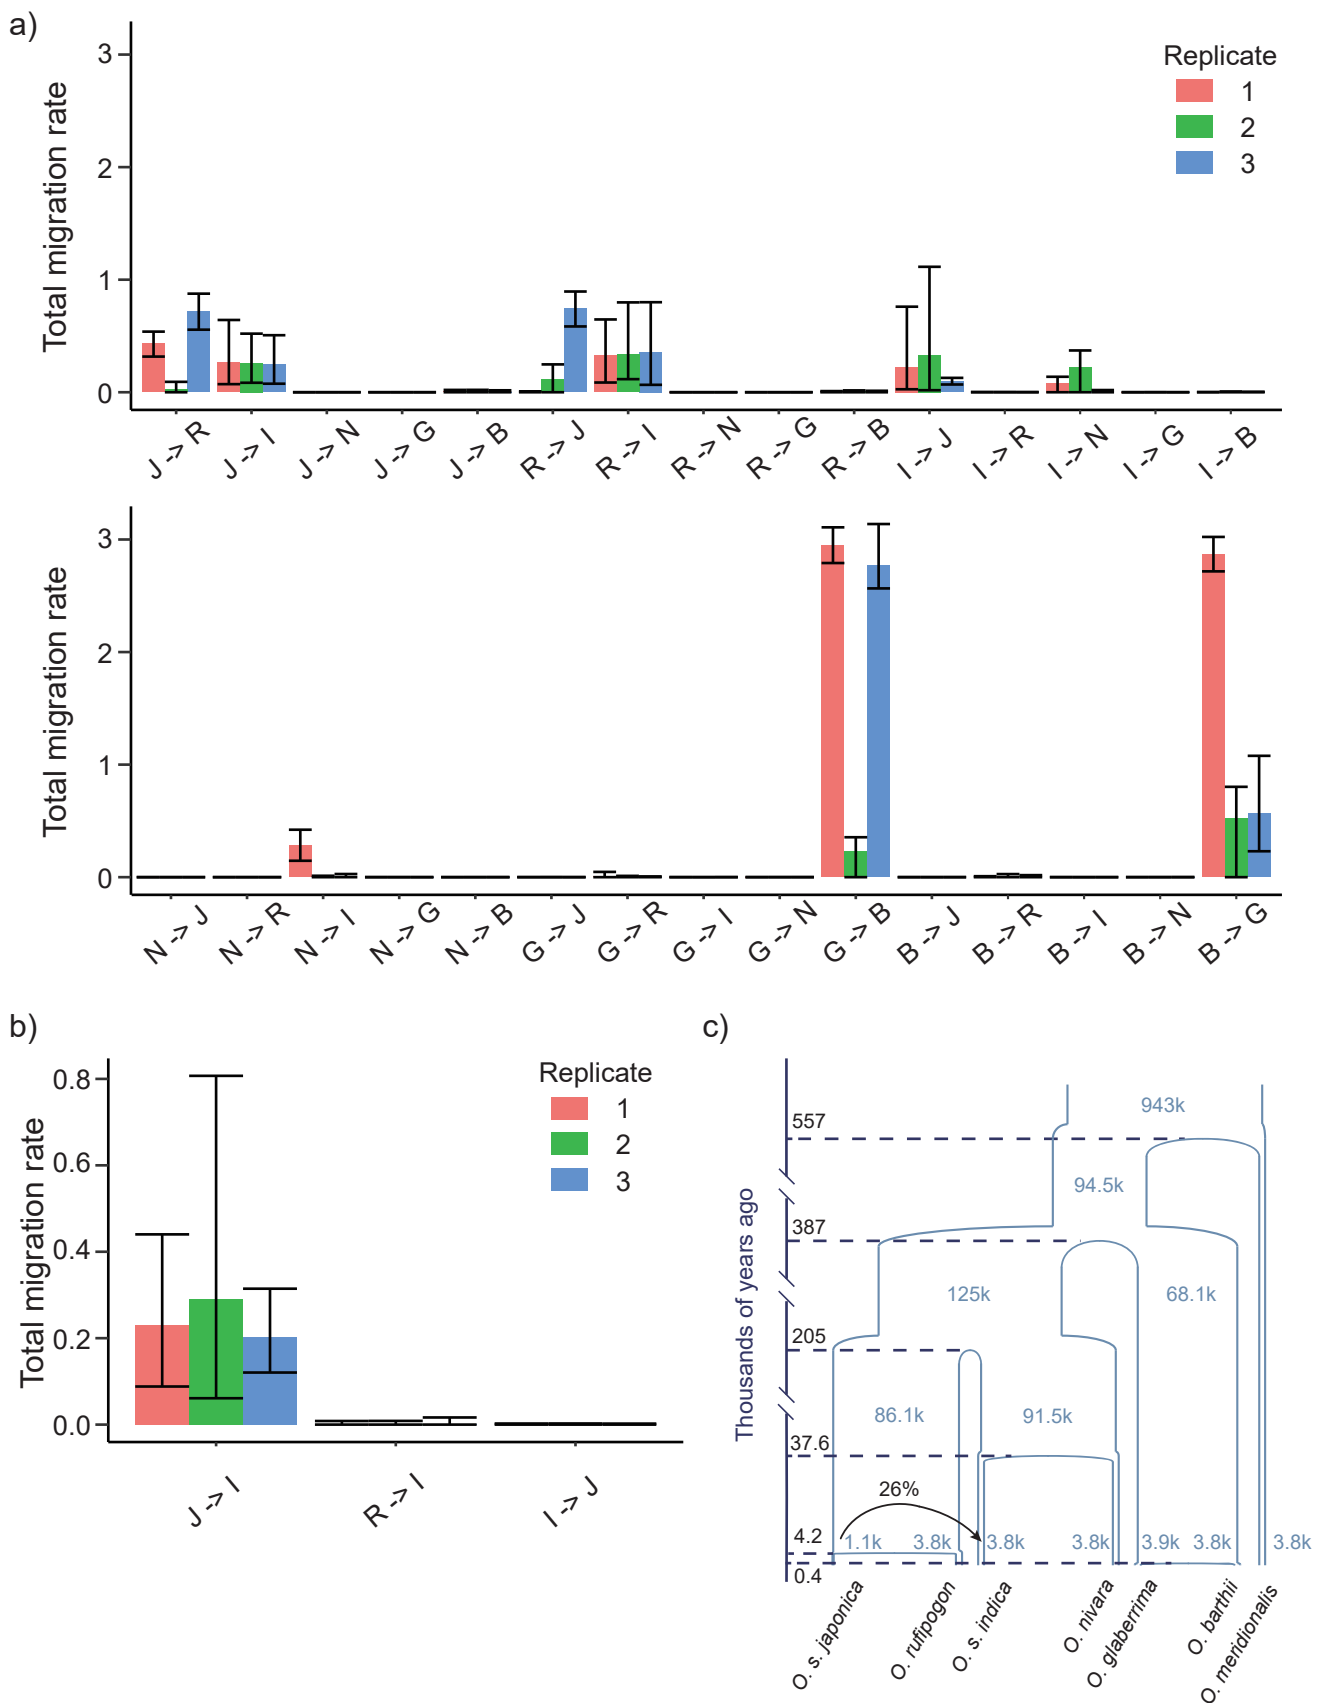 a)
Total migration rate
3
2
1
0
Replicate
1
2
3
J -> R
J -> I
J -> N
J -> G
J -> B
R -> J
R -> I
R -> N
R -> G
R -> B
I -> J
I -> R
I -> N
I -> G
I -> B
Total migration rate
3
2
1
0
N -> J
N -> R
N -> I
N -> G
N -> B
G -> J
G -> R
G -> I
G -> N
G -> B
B -> J
B -> R
B -> I
B -> N
B -> G
b)
Total migration rate
0.8
0.6
0.4
0.2
0.0
Replicate
1
2
3
J -> I
R -> I
I -> J
c)
Thousands of years ago
557
387
205
37.6
4.2
0.4
943k
94.5k
125k
68.1k
86.1k
91.5k
26%
1.1k
3.8k
3.8k
3.8k
3.9k
3.8k
3.8k
O. s. japonica
O. rufipogon
O. s. indica
O. nivara
O. glaberrima
O. barthii
O. meridionalis